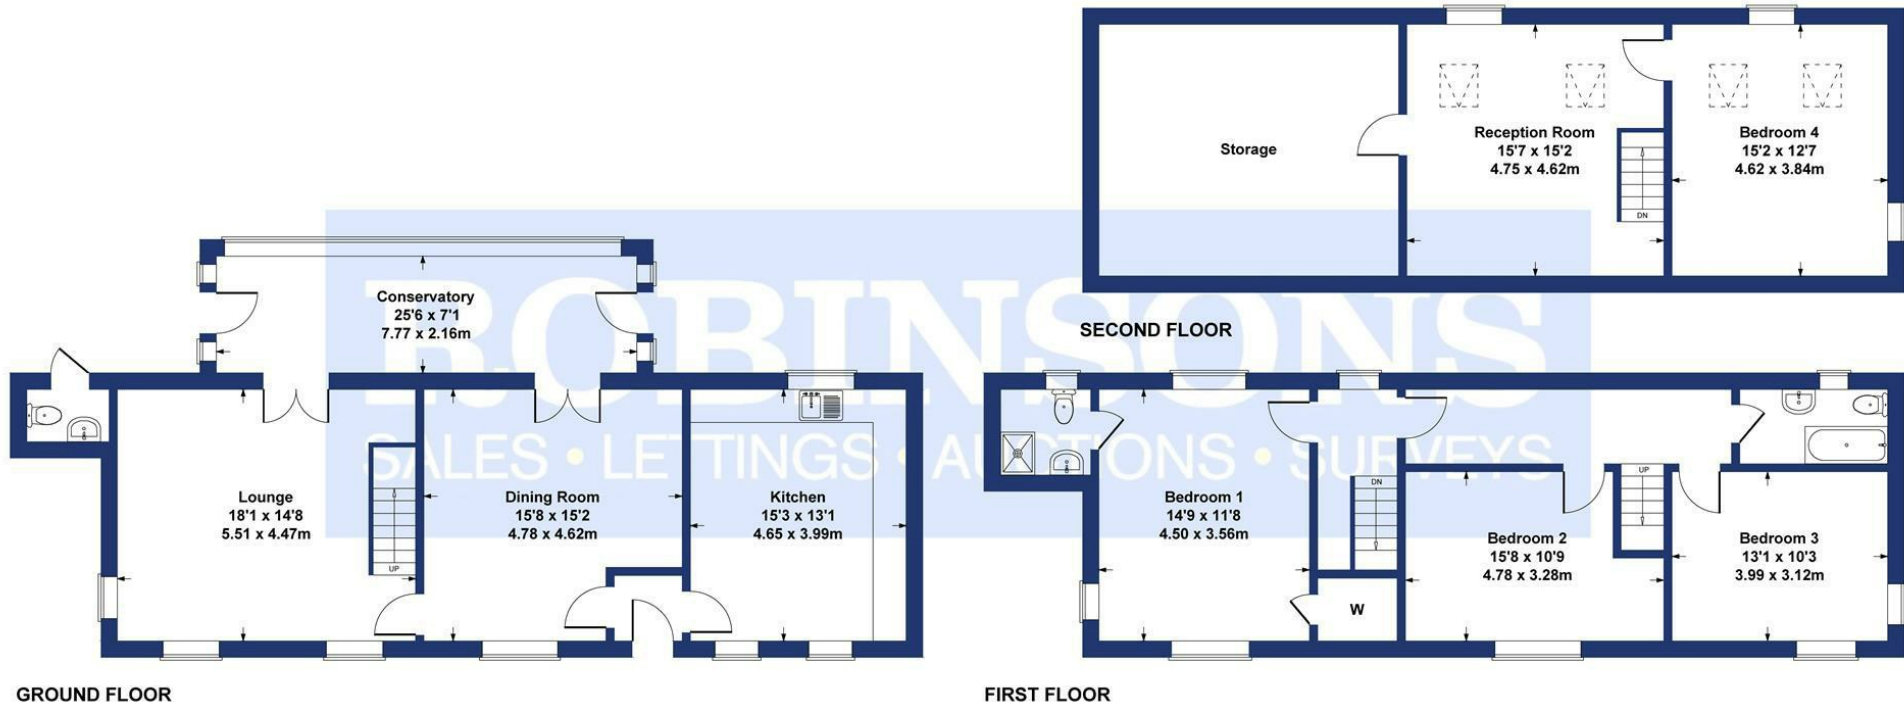 Reception Room
15'7 x 15'2
4.75 x 4.62m
DN
Bedroom 4
15'2 x 12'7
4.62 x 3.84m
Storage
SECOND FLOOR
Conservatory
25'6 x 7'1
7.77 x 2.16m
ROBINSONS
SALES • LETTINGS • AUCTIONS • SURVEYS
Lounge
18'1 x 14'8
5.51 x 4.47m
UP
Dining Room
15'8 x 15'2
4.78 x 4.62m
Kitchen
15'3 x 13'1
4.65 x 3.99m
GROUND FLOOR
Bedroom 1
14'9 x 11'8
4.50 x 3.56m
DN
W
Bedroom 2
15'8 x 10'9
4.78 x 3.28m
UP
Bedroom 3
13'1 x 10'3
3.99 x 3.12m
FIRST FLOOR